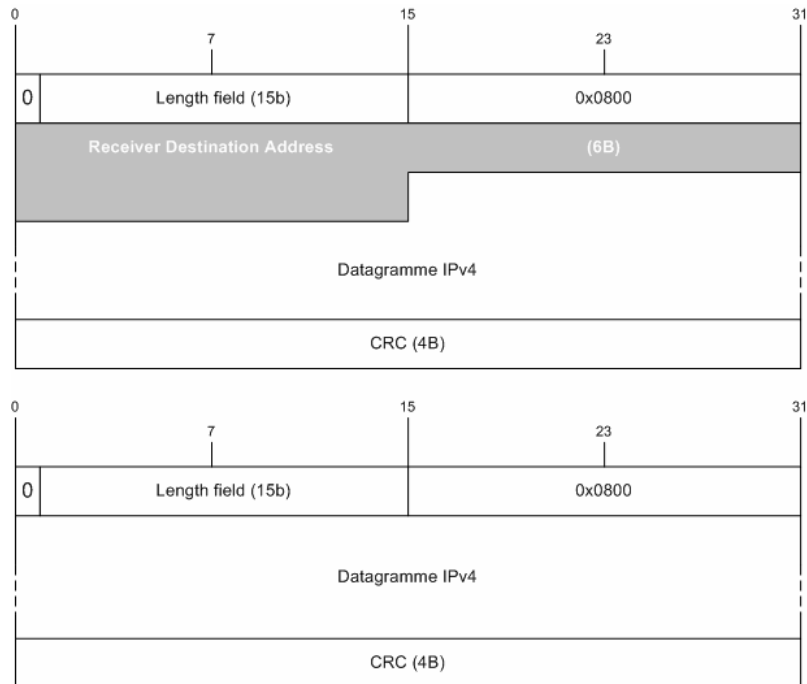 0 15 31
7 23
0 Length field (15b) 0x0800
Receiver Destination Address (6B)
Datagramme IPv4
CRC (4B)
0 15 31
7 23
0 Length field (15b) 0x0800
Datagramme IPv4
CRC (4B)